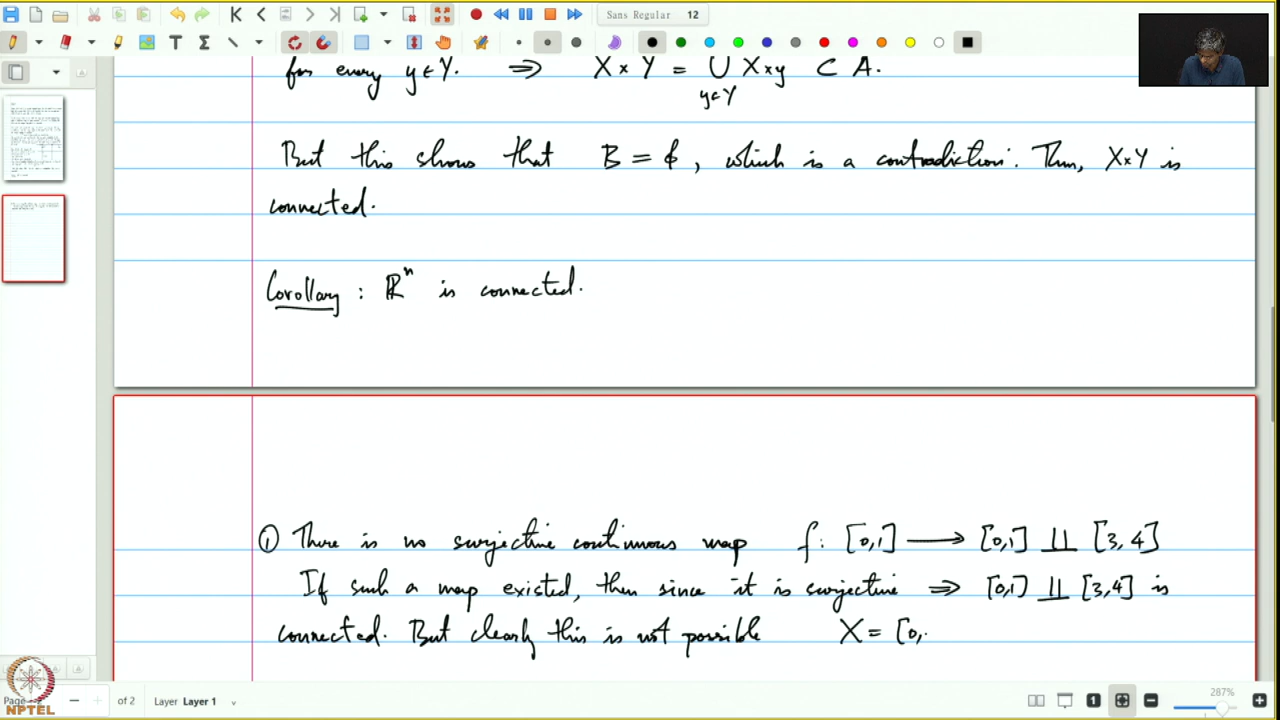 Sans Regular 12
for every y ∈ Y. ⇒ X × Y = ∪ X × y ⊂ A.
y∈Y
But this shows that B = ϕ, which is a contradiction. Thus, X×Y is
connected.
Corollary : ℝⁿ is connected.
① There is no surjective continuous map f: [0,1] ⟶ [0,1] ⨿ [3,4]
If such a map existed, then since it is surjective ⇒ [0,1] ⨿ [3,4] is
connected. But clearly this is not possible X = [0,
NPTEL
of 2 Layer Layer 1 287%